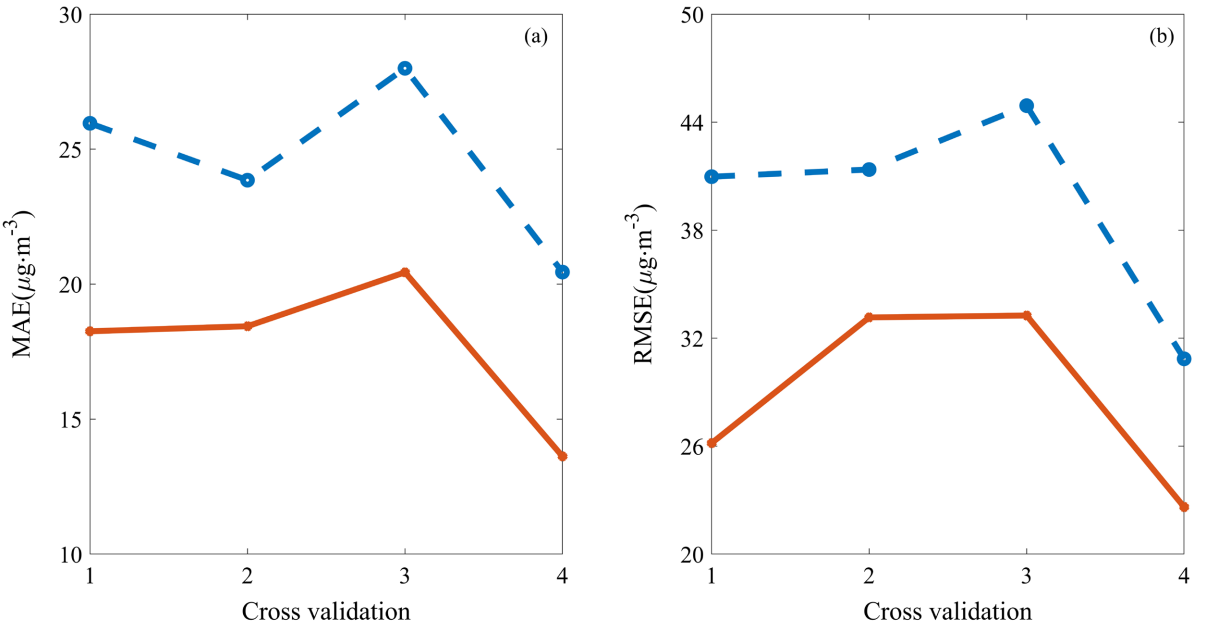 (a)
30
25
20
15
10
MAE(μg·m⁻³)
1 2 3 4
Cross validation
(b)
50
44
38
32
26
20
RMSE(μg·m⁻³)
1 2 3 4
Cross validation